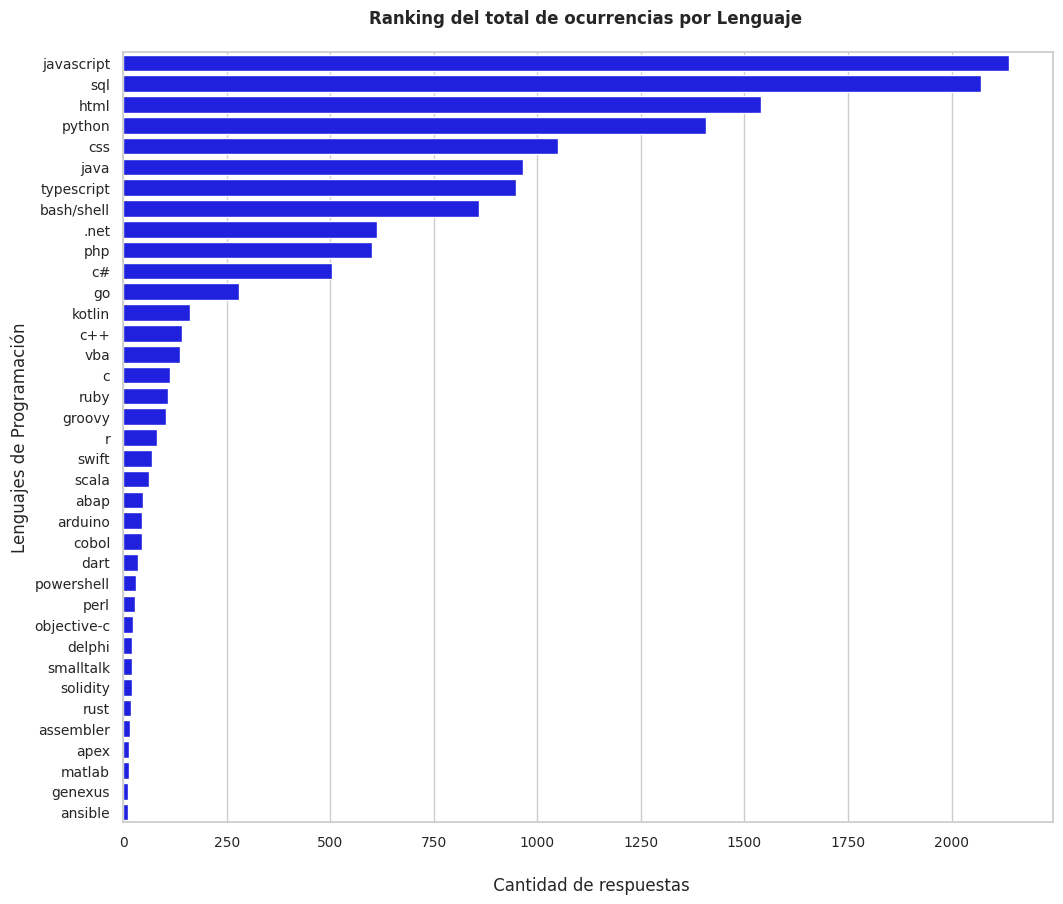 Ranking del total de ocurrencias por Lenguaje
Lenguajes de Programación
javascript
sql
html
python
css
java
typescript
bash/shell
.net
php
c#
go
kotlin
c++
vba
c
ruby
groovy
r
swift
scala
abap
arduino
cobol
dart
powershell
perl
objective-c
delphi
smalltalk
solidity
rust
assembler
apex
matlab
genexus
ansible
0 250 500 750 1000 1250 1500 1750 2000
Cantidad de respuestas